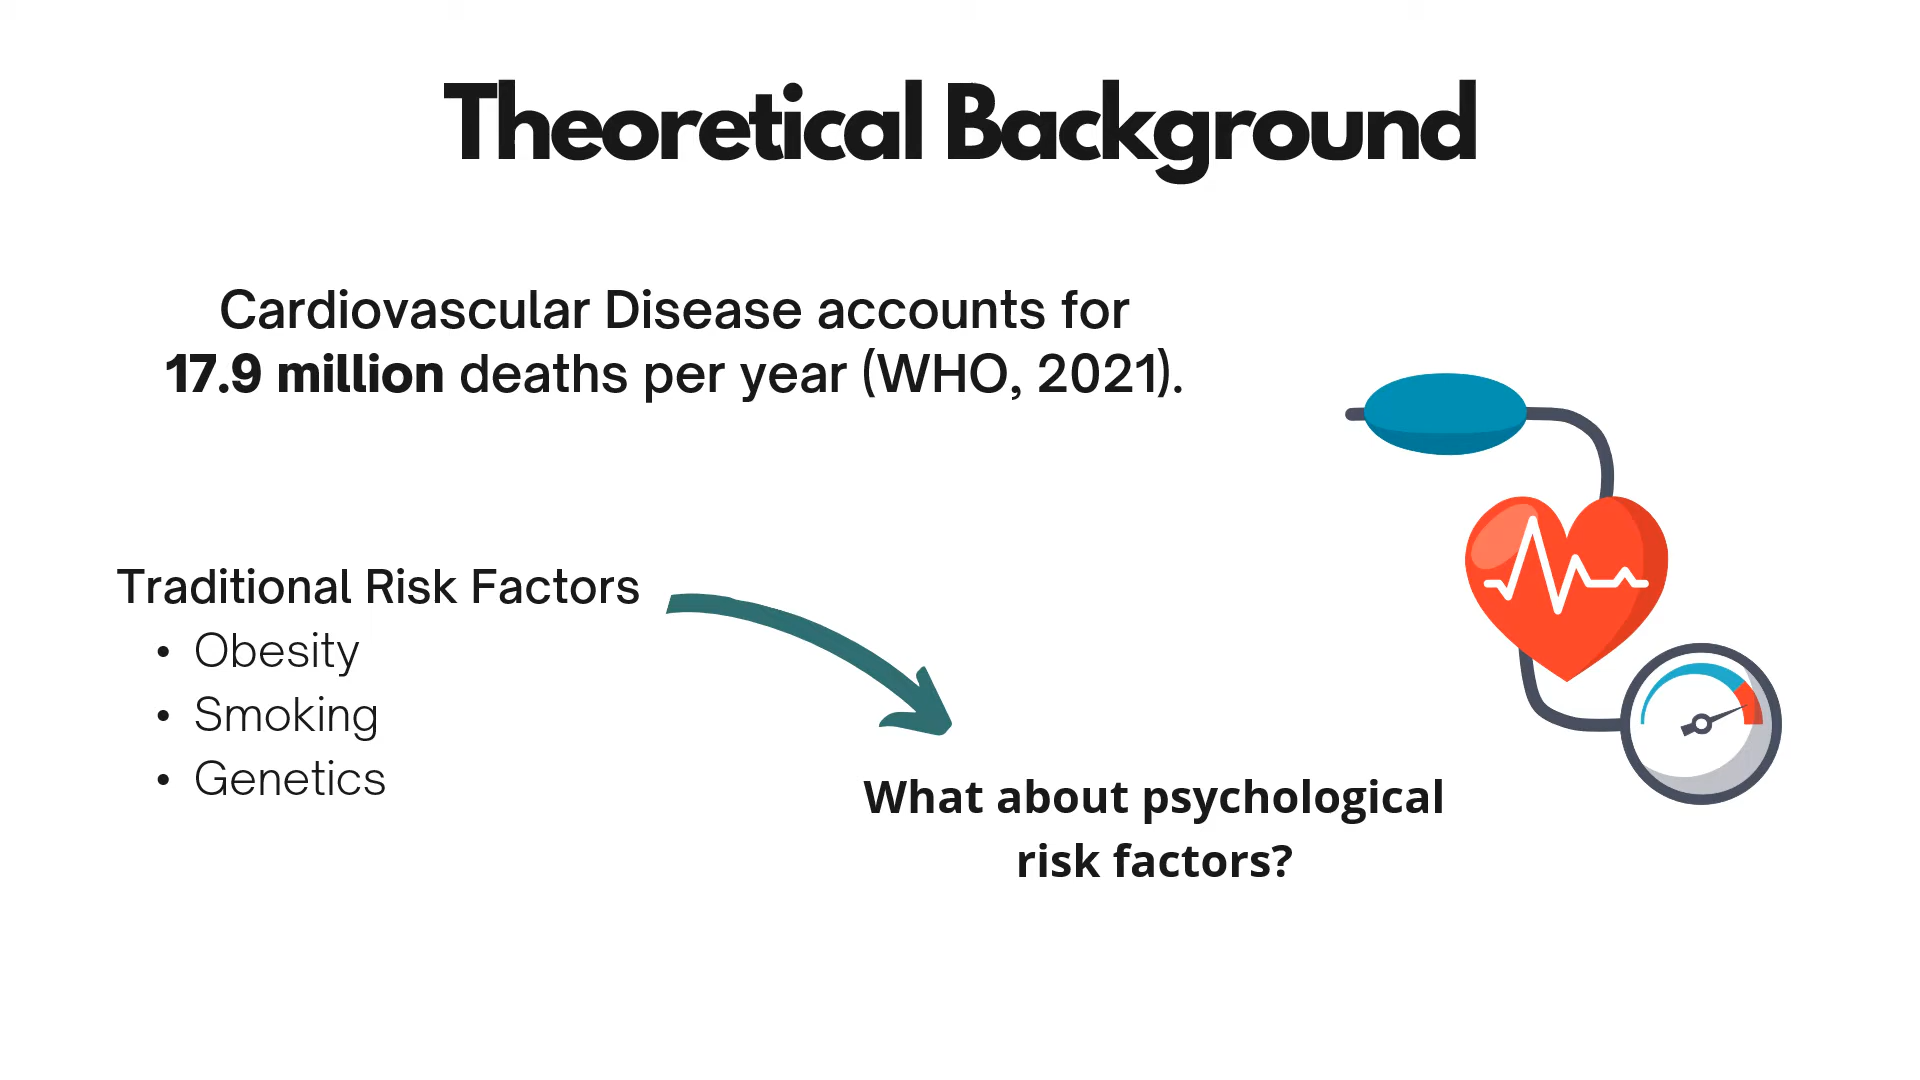 Theoretical Background
Cardiovascular Disease accounts for
17.9 million deaths per year (WHO, 2021).
Traditional Risk Factors
• Obesity
• Smoking
• Genetics
What about psychological
risk factors?